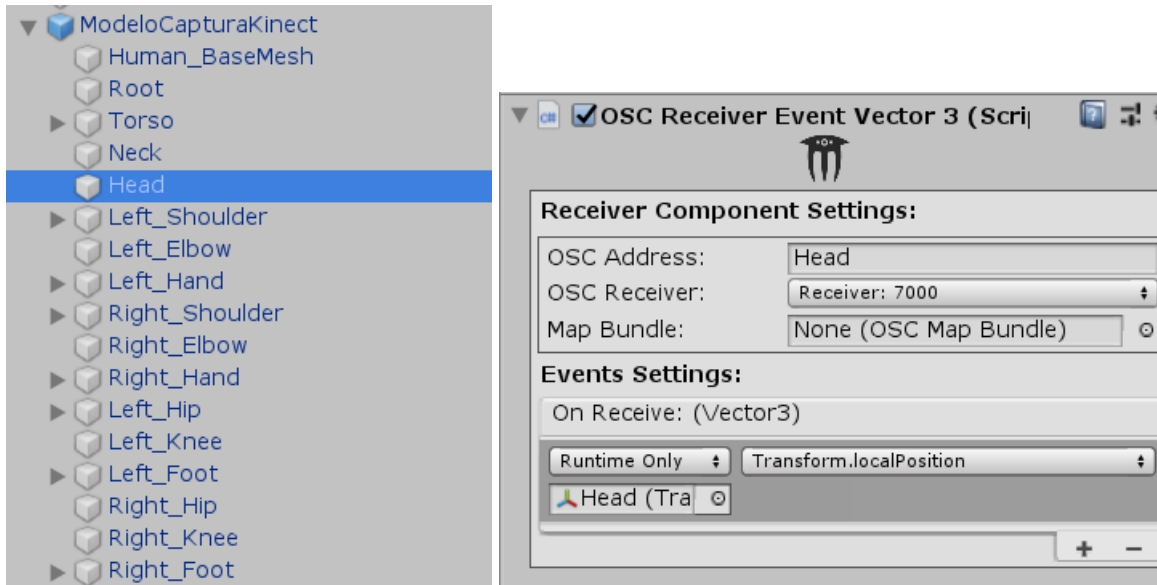 ModeloCapturaKinect
Human_BaseMesh
Root
Torso
Neck
Head
Left_Shoulder
Left_Elbow
Left_Hand
Right_Shoulder
Right_Elbow
Right_Hand
Left_Hip
Left_Knee
Left_Foot
Right_Hip
Right_Knee
Right_Foot
C# OSC Receiver Event Vector 3 (Scri
Receiver Component Settings:
OSC Address: Head
OSC Receiver: Receiver: 7000
Map Bundle: None (OSC Map Bundle)
Events Settings:
On Receive: (Vector3)
Runtime Only Transform.localPosition
Head (Tra